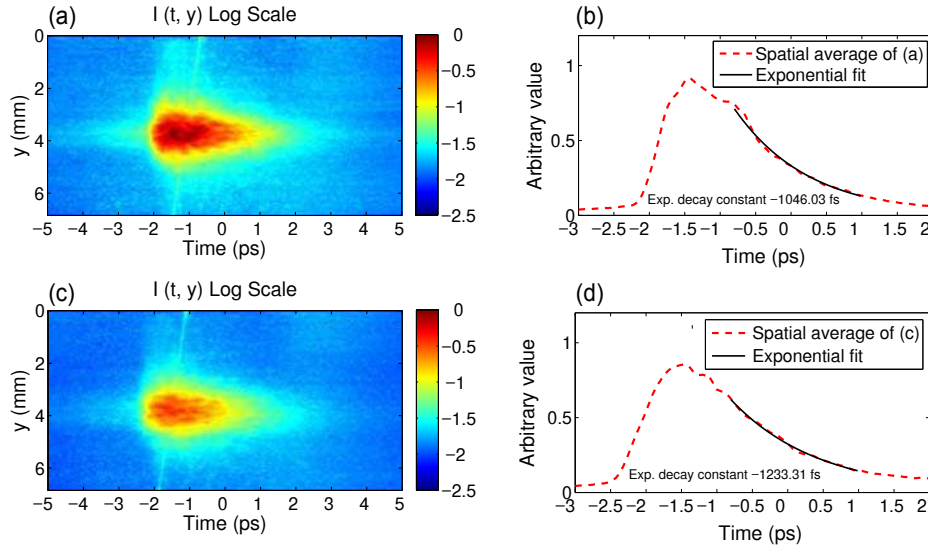 (a)
I (t, y) Log Scale
0
2
4
6
y (mm)
−5 −4 −3 −2 −1 0 1 2 3 4 5
Time (ps)
0
−0.5
−1
−1.5
−2
−2.5
(b)
Spatial average of (a)
Exponential fit
1
0.5
0
Arbitrary value
Exp. decay constant −1046.03 fs
−3 −2.5 −2 −1.5 −1 −0.5 0 0.5 1 1.5 2
Time (ps)
(c)
I (t, y) Log Scale
0
2
4
6
y (mm)
−5 −4 −3 −2 −1 0 1 2 3 4 5
Time (ps)
0
−0.5
−1
−1.5
−2
−2.5
(d)
Spatial average of (c)
Exponential fit
1
0.5
0
Arbitrary value
Exp. decay constant −1233.31 fs
−3 −2.5 −2 −1.5 −1 −0.5 0 0.5 1 1.5 2
Time (ps)